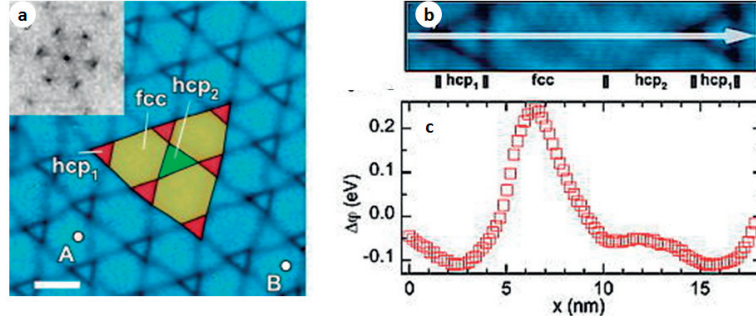 a
hcp2
fcc
hcp1
A
B
b
hcp1 fcc hcp2 hcp1
c
0.2
0.1
0.0
-0.1
Δφ (eV)
0 5 10 15
x (nm)